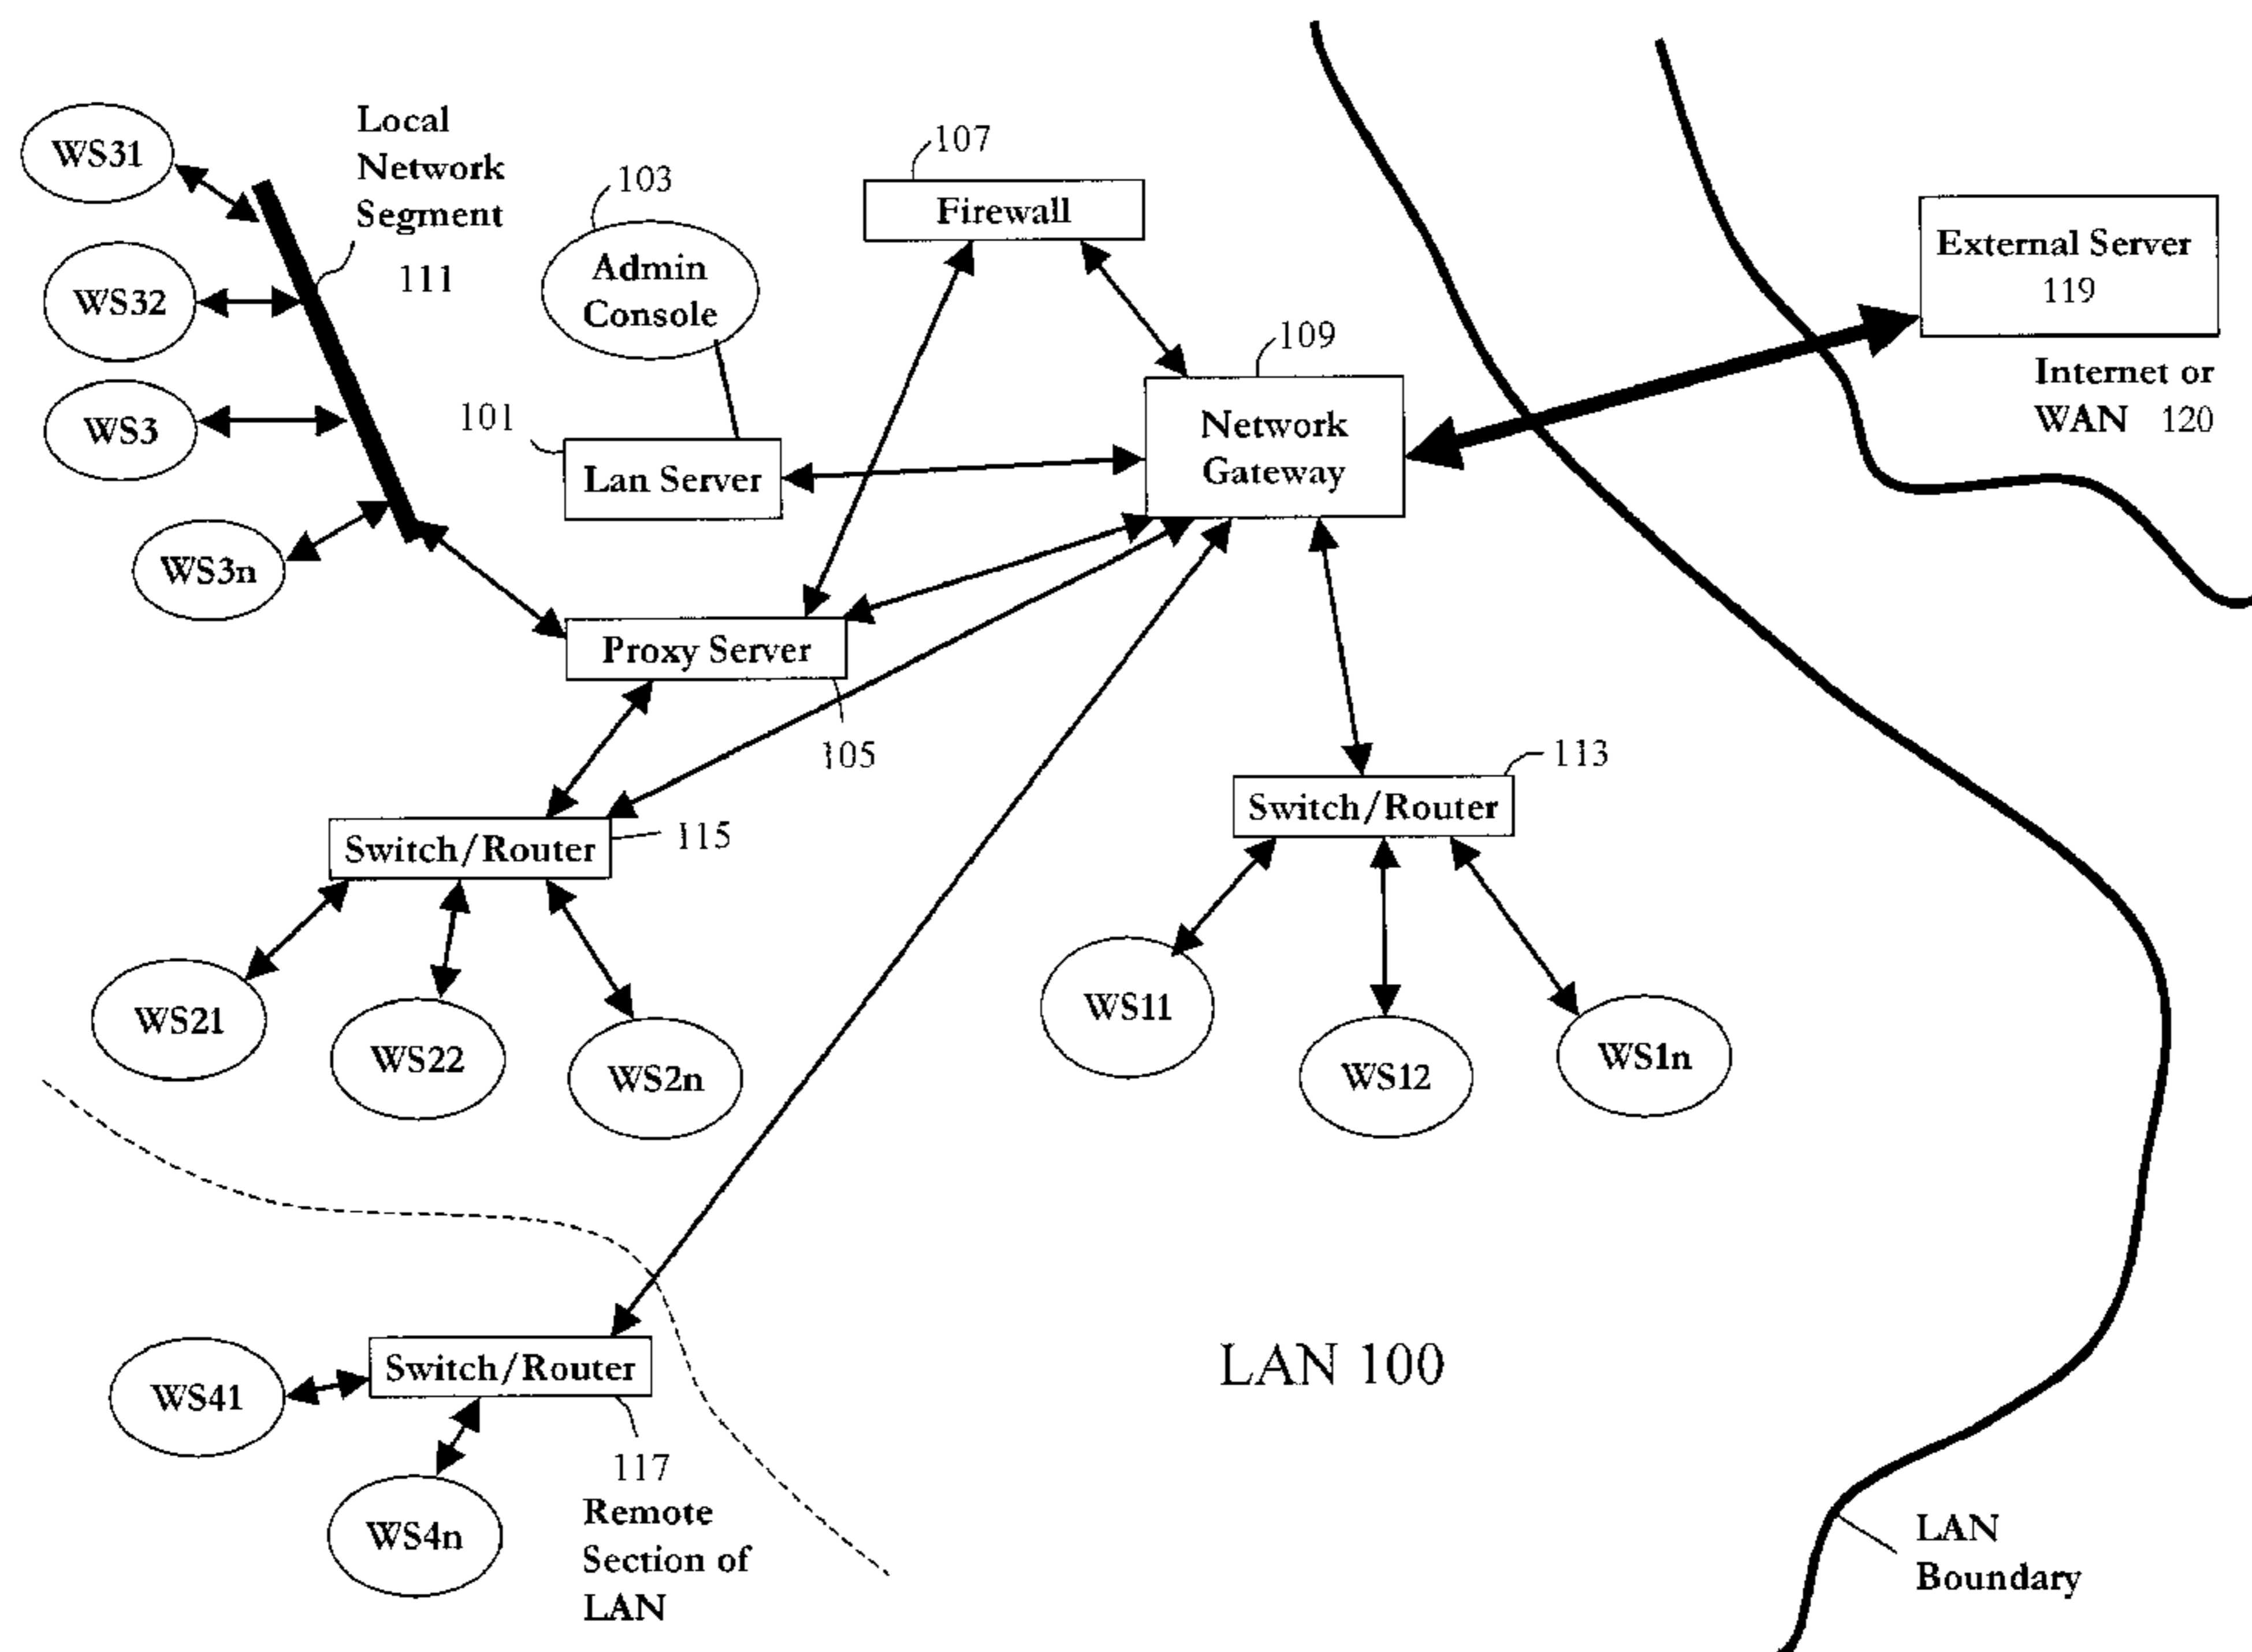 WS31
Local
Network
Segment
111
WS32
WS3
WS3n
103
Admin
Console
107
Firewall
101
Lan Server
109
Network
Gateway
External Server
119
Internet or
WAN 120
Proxy Server
105
Switch/Router
115
Switch/Router
113
WS21
WS22
WS2n
WS11
WS12
WS1n
Switch/Router
117
WS41
WS4n
Remote
Section of
LAN
LAN 100
LAN
Boundary